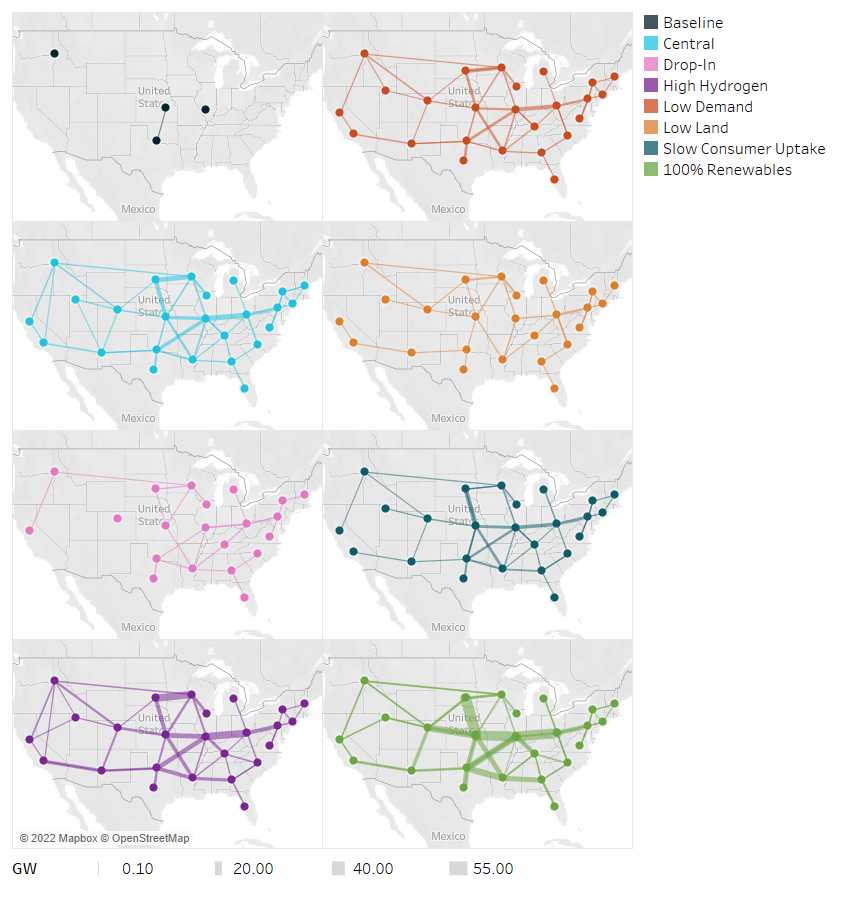 Baseline
Central
Drop-In
High Hydrogen
Low Demand
Low Land
Slow Consumer Uptake
100% Renewables
United
States
Mexico
United
States
Mexico
United
States
Mexico
United
States
Mexico
United
States
Mexico
United
States
Mexico
United
States
© 2022 Mapbox © OpenStreetMap
United
States
Mexico
GW 0.10 20.00 40.00 55.00